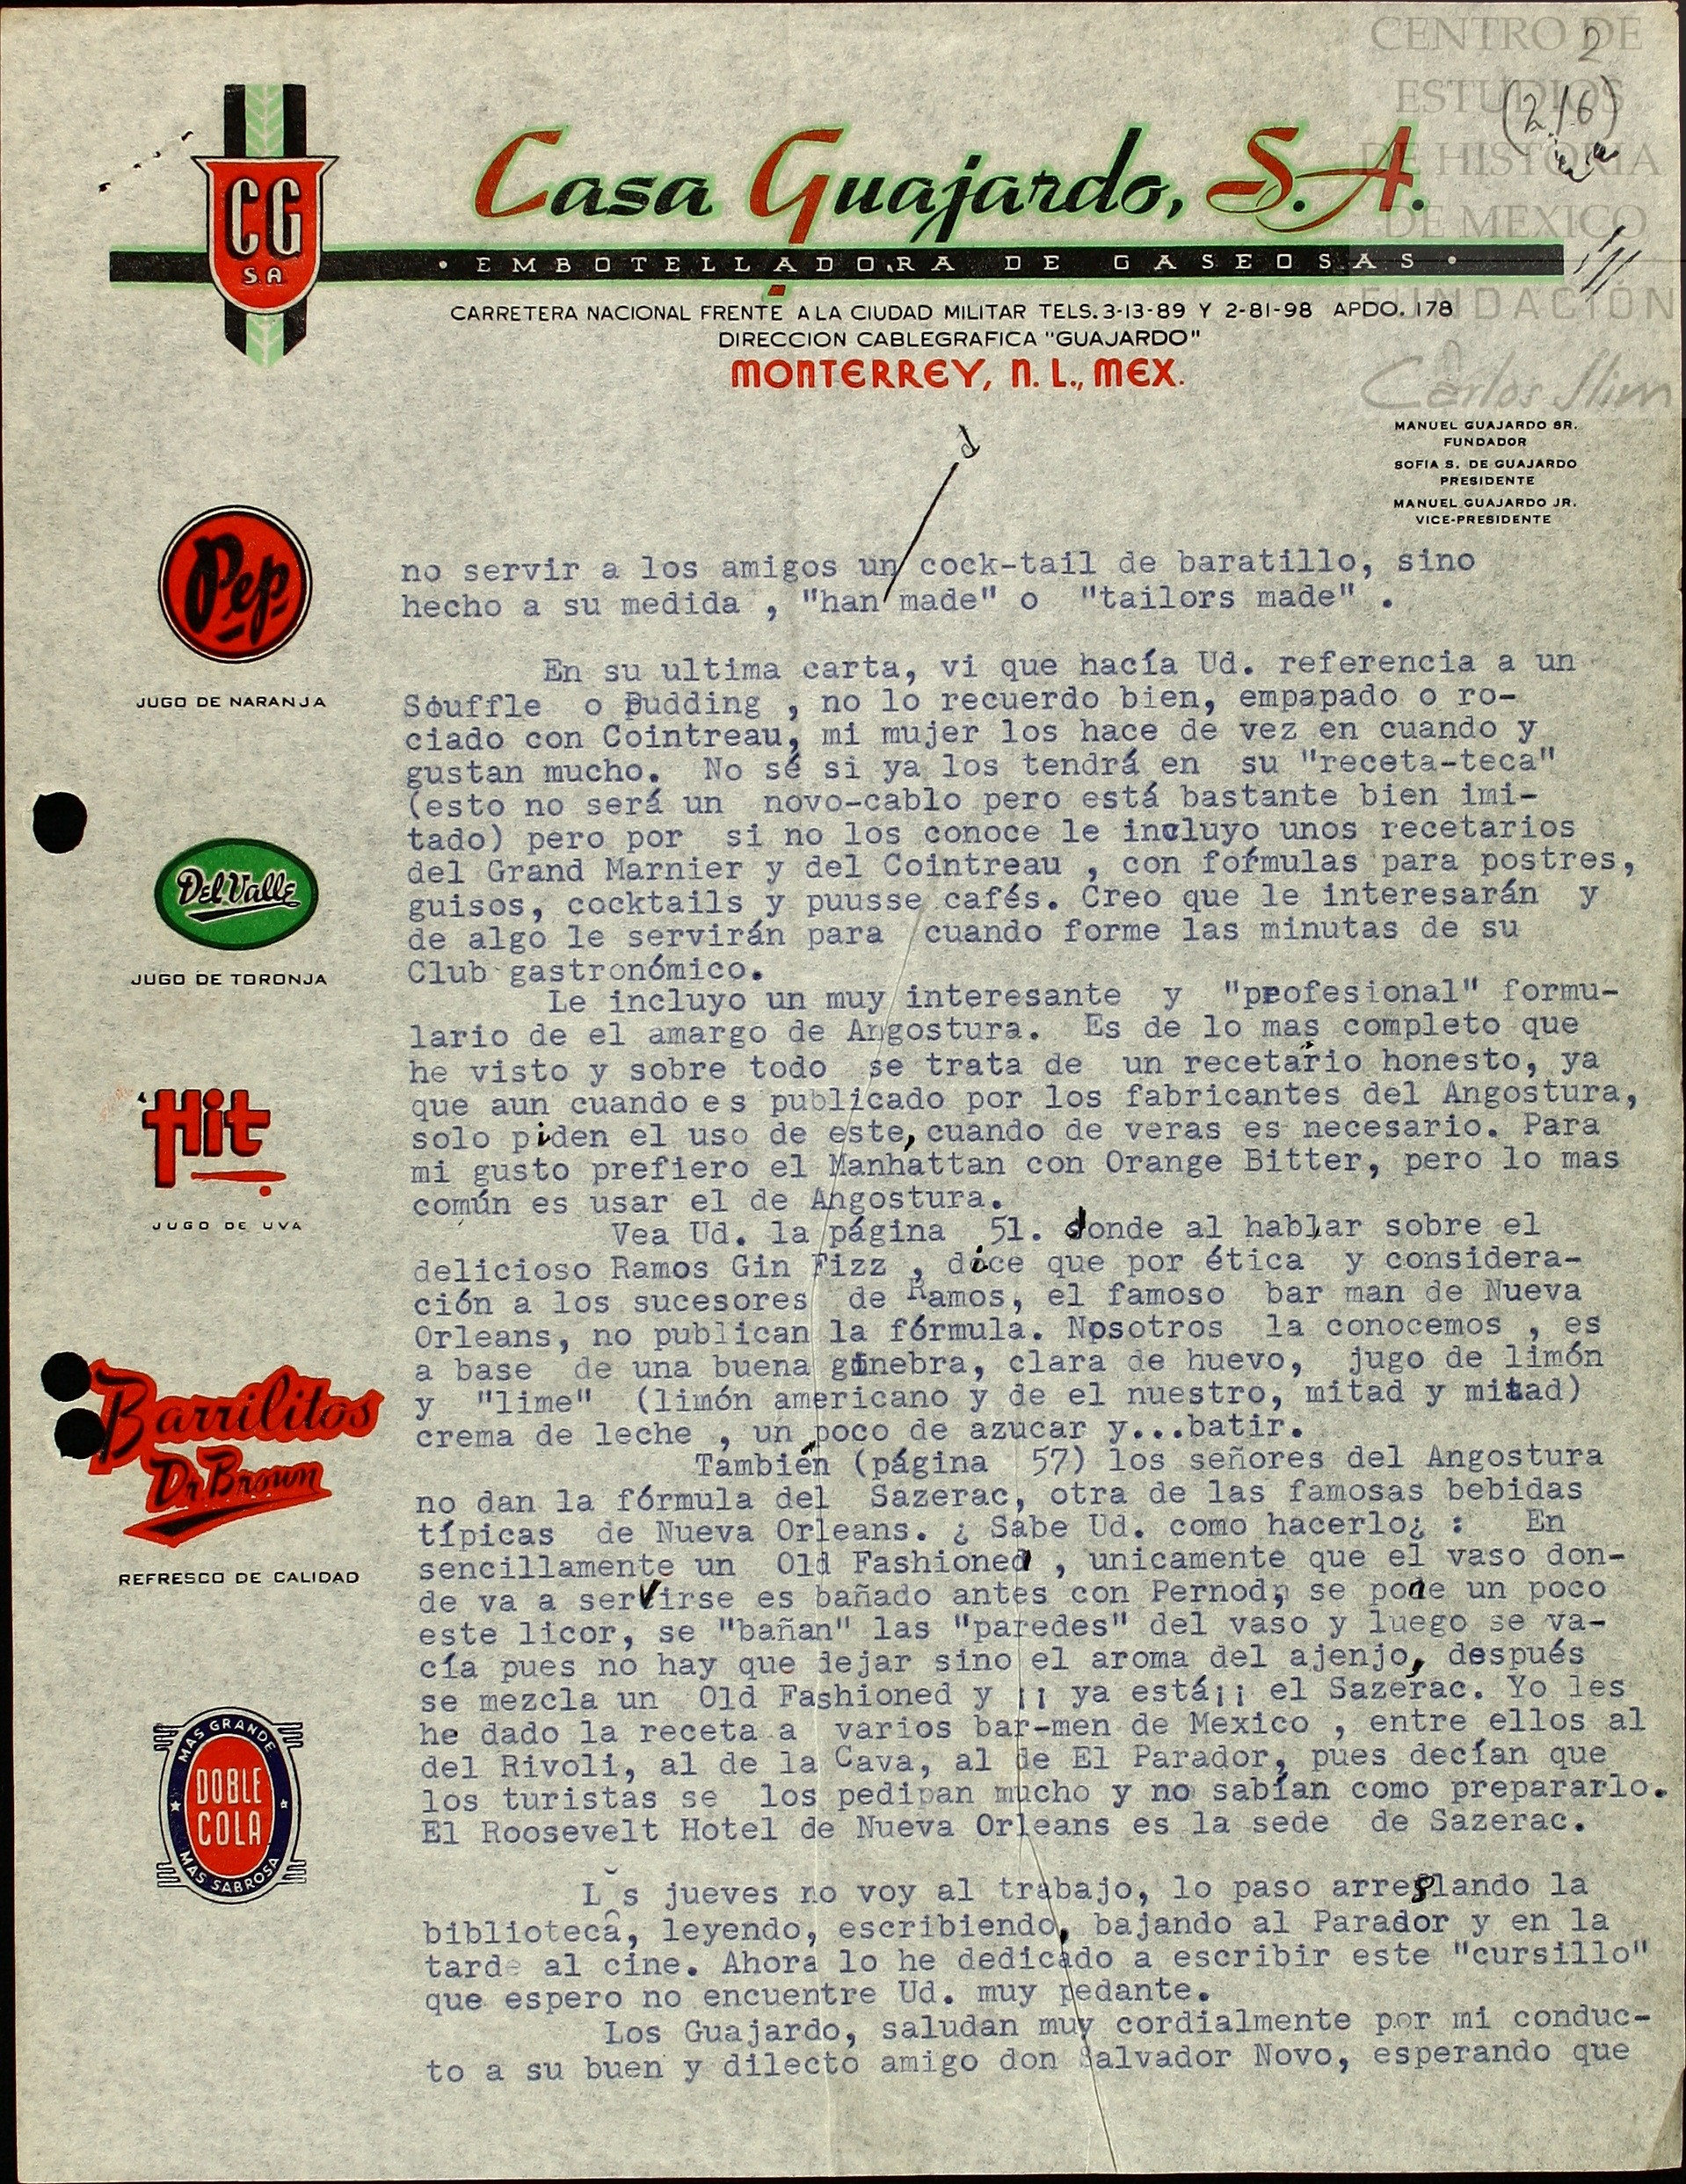 CENTRO DE
ESTUDIOS
DE HISTORIA
DE MEXICO
FUNDACIÓN
Carlos Slim
2
(216)
CG
S.A
Casa Guajardo, S.A.
• EMBOTELLADORA DE GASEOSAS •
CARRETERA NACIONAL FRENTE A LA CIUDAD MILITAR TELS. 3-13-89 Y 2-81-98 APDO. 178
DIRECCION CABLEGRAFICA "GUAJARDO"
MONTERREY, N. L., MEX.
MANUEL GUAJARDO SR.
FUNDADOR
SOFIA S. DE GUAJARDO
PRESIDENTE
MANUEL GUAJARDO JR.
VICE-PRESIDENTE
Pep
JUGO DE NARANJA
Del Valle
JUGO DE TORONJA
Hit
JUGO DE UVA
Barrilitos
Dr Brown
REFRESCO DE CALIDAD
MAS GRANDE
DOBLE
COLA
MAS SABROSA
d
no servir a los amigos un cock-tail de baratillo, sino
hecho a su medida , "han made" o "tailors made" .
En su ultima carta, vi que hacía Ud. referencia a un
Souffle o Pudding , no lo recuerdo bien, empapado o ro-
ciado con Cointreau, mi mujer los hace de vez en cuando y
gustan mucho. No sé si ya los tendrá en su "receta-teca"
(esto no será un novo-cablo pero está bastante bien imi-
tado) pero por si no los conoce le incluyo unos recetarios
del Grand Marnier y del Cointreau , con fórmulas para postres,
guisos, cocktails y puusse cafés. Creo que le interesarán y
de algo le servirán para cuando forme las minutas de su
Club gastronómico.
Le incluyo un muy interesante y "profesional" formu-
lario de el amargo de Angostura. Es de lo mas completo que
he visto y sobre todo se trata de un recetario honesto, ya
que aun cuando es publicado por los fabricantes del Angostura,
solo piden el uso de este, cuando de veras es necesario. Para
mi gusto prefiero el Manhattan con Orange Bitter, pero lo mas
común es usar el de Angostura.
Vea Ud. la página 51. donde al hablar sobre el
delicioso Ramos Gin Fizz , dice que por ética y considera-
ción a los sucesores de Ramos, el famoso bar man de Nueva
Orleans, no publican la fórmula. Nosotros la conocemos , es
a base de una buena ginebra, clara de huevo, jugo de limón
y "lime" (limón americano y de el nuestro, mitad y mitad)
crema de leche , un poco de azucar y...batir.
También (página 57) los señores del Angostura
no dan la fórmula del Sazerac, otra de las famosas bebidas
típicas de Nueva Orleans. ¿ Sabe Ud. como hacerlo¿ : En
sencillamente un Old Fashioned , unicamente que el vaso don-
de va a servirse es bañado antes con Pernod, se pone un poco
este licor, se "bañan" las "paredes" del vaso y luego se va-
cía pues no hay que dejar sino el aroma del ajenjo, después
se mezcla un Old Fashioned y ¡¡ ya está¡¡ el Sazerac. Yo les
he dado la receta a varios bar-men de Mexico , entre ellos al
del Rivoli, al de la Cava, al de El Parador, pues decían que
los turistas se los pedipan mucho y no sabían como prepararlo.
El Roosevelt Hotel de Nueva Orleans es la sede de Sazerac.
L s jueves no voy al trabajo, lo paso arreglando la
biblioteca, leyendo, escribiendo, bajando al Parador y en la
tarde al cine. Ahora lo he dedicado a escribir este "cursillo"
que espero no encuentre Ud. muy pedante.
Los Guajardo, saludan muy cordialmente por mi conduc-
to a su buen y dilecto amigo don Salvador Novo, esperando que